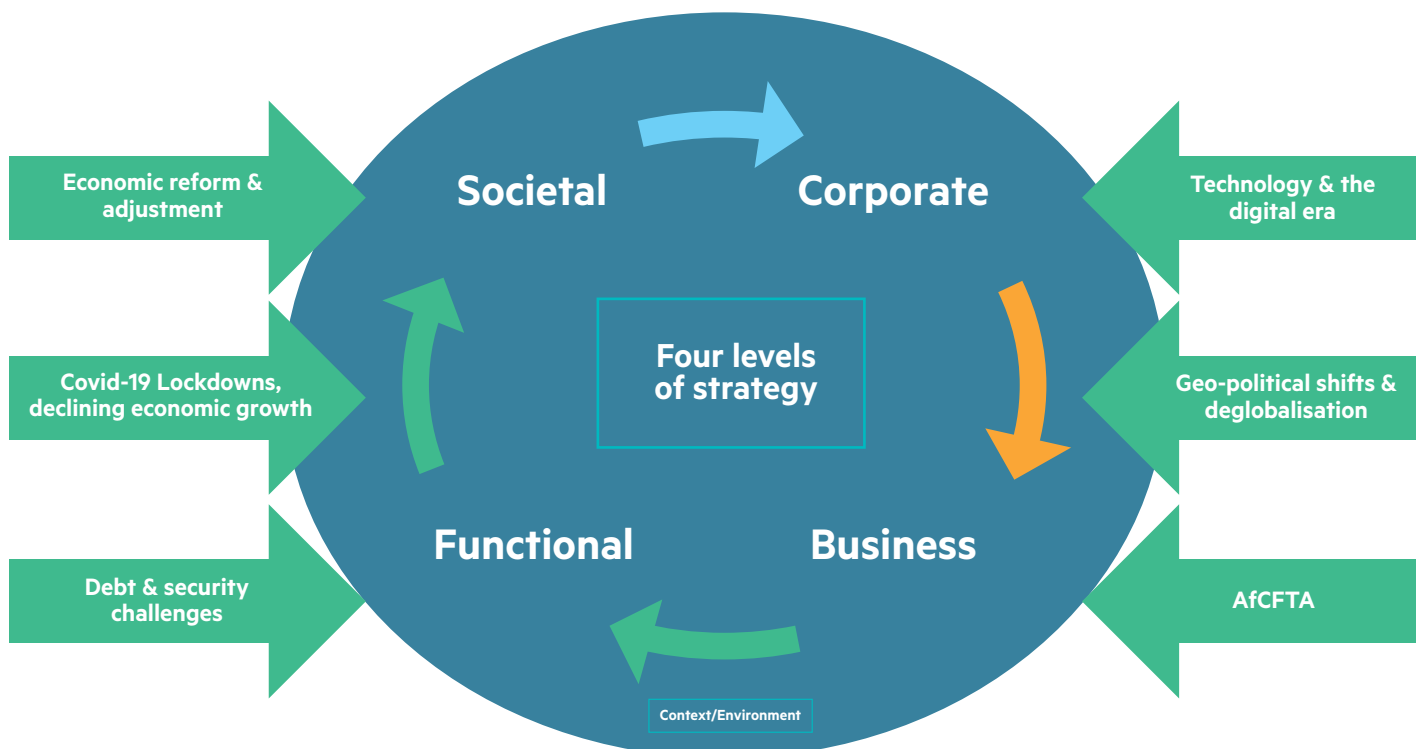 Societal
Corporate
Economic reform &
adjustment
Technology & the
digital era
Four levels
of strategy
Covid-19 Lockdowns,
declining economic growth
Geo-political shifts &
deglobalisation
Functional
Business
Debt & security
challenges
AfCFTA
Context/Environment